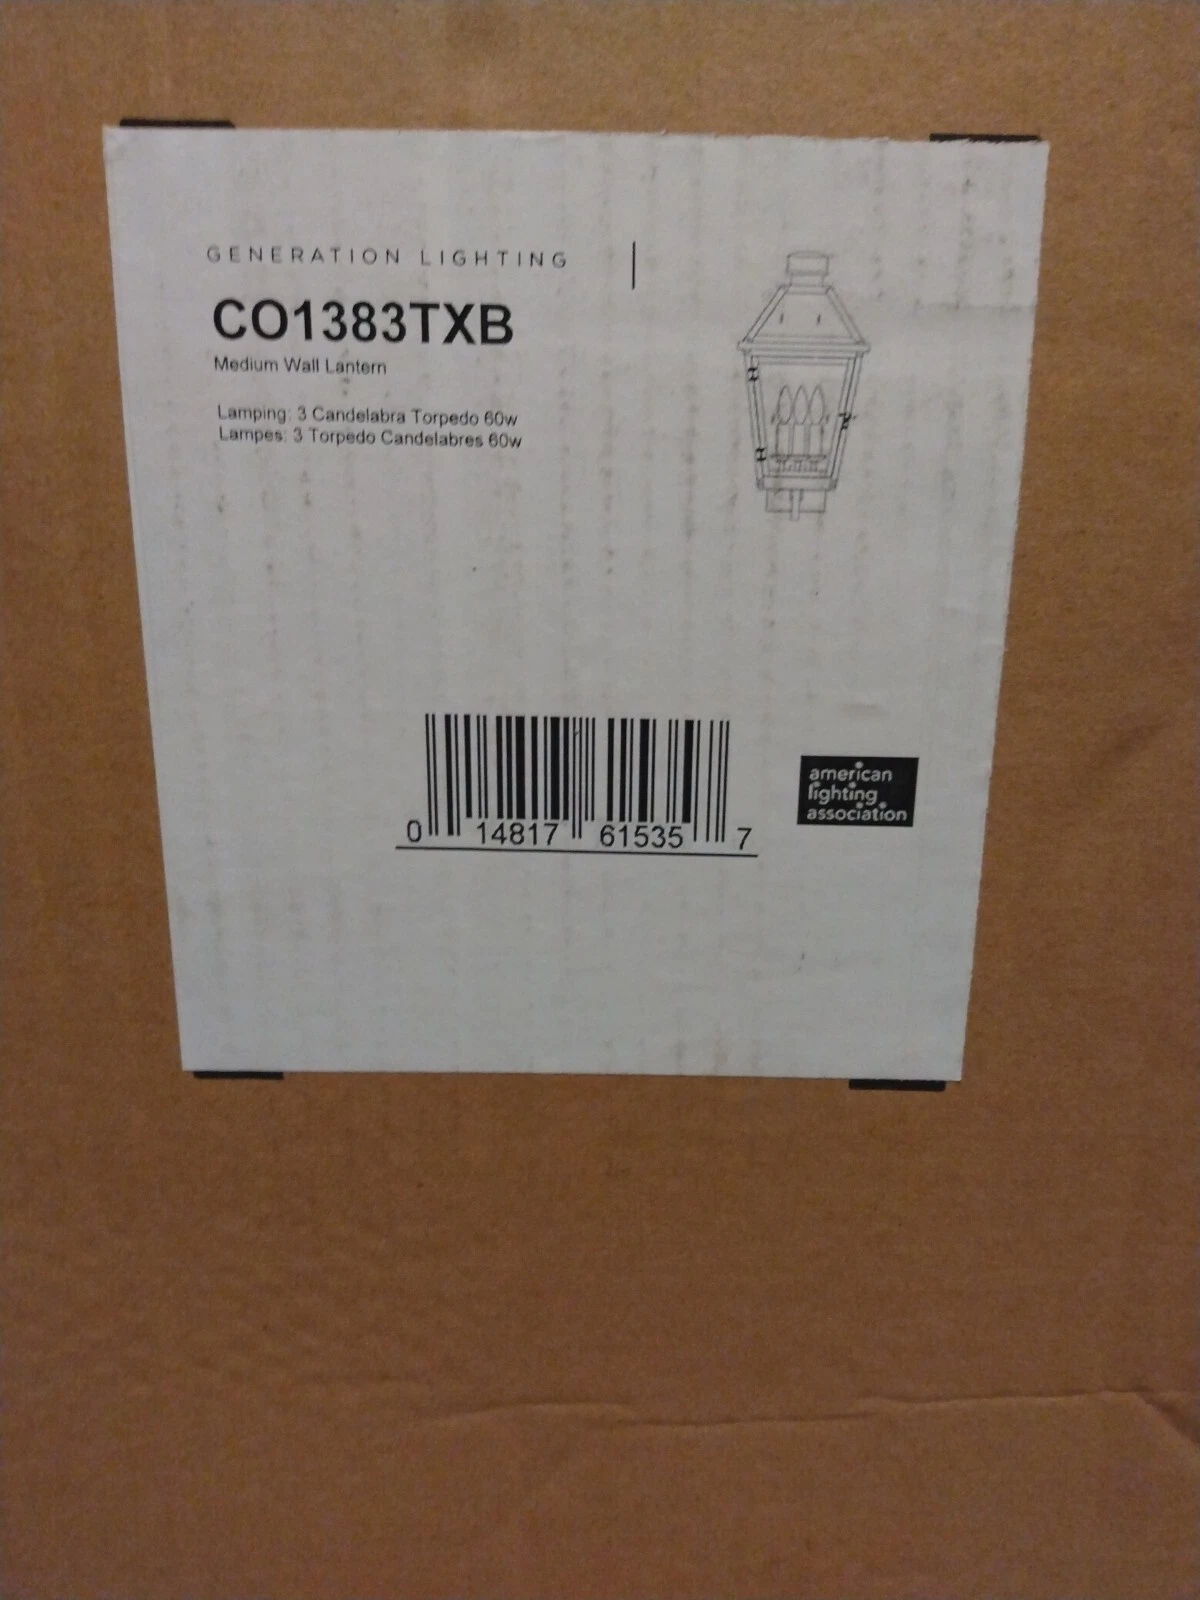 GENERATION LIGHTING
CO1383TXB
Medium Wall Lantern
Lamping: 3 Candelabra Torpedo 60w
Lampes: 3 Torpedo Candelabres 60w
0 14817 61535 7
american
lighting
association